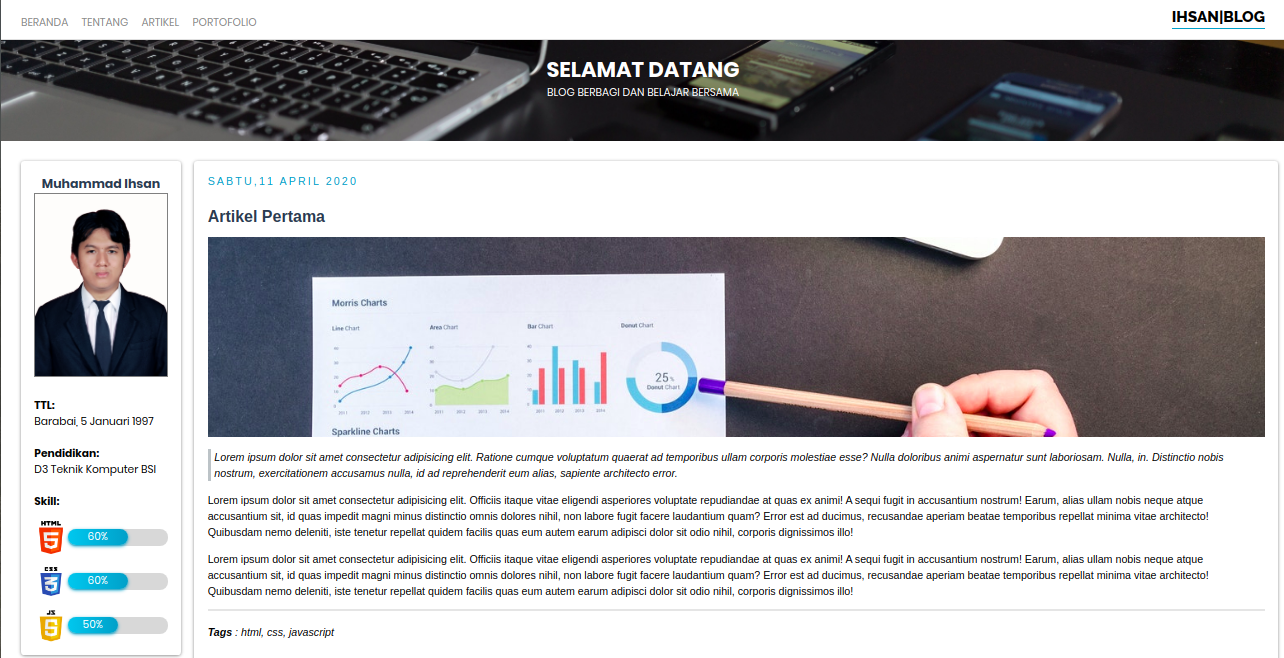 BERANDA TENTANG ARTIKEL PORTOFOLIO
IHSAN|BLOG
SELAMAT DATANG
BLOG BERBAGI DAN BELAJAR BERSAMA
Muhammad Ihsan
TTL:
Barabai, 5 Januari 1997
Pendidikan:
D3 Teknik Komputer BSI
Skill:
HTML
5
60%
CSS
3
60%
JS
5
50%
SABTU,11 APRIL 2020
Artikel Pertama
Morris Charts
Line Chart
Area Chart
Bar Chart
Donut Chart
25 %
Donut Chart
2011 2012 2013 2014
2011 2012 2013 2014
2011 2012 2013 2014
Sparkline Charts
Lorem ipsum dolor sit amet consectetur adipisicing elit. Ratione cumque voluptatum quaerat ad temporibus ullam corporis molestiae esse? Nulla doloribus animi aspernatur sunt laboriosam. Nulla, in. Distinctio nobis
nostrum, exercitationem accusamus nulla, id ad reprehenderit eum alias, sapiente architecto error.
Lorem ipsum dolor sit amet consectetur adipisicing elit. Officiis itaque vitae eligendi asperiores voluptate repudiandae at quas ex animi! A sequi fugit in accusantium nostrum! Earum, alias ullam nobis neque atque
accusantium sit, id quas impedit magni minus distinctio omnis dolores nihil, non labore fugit facere laudantium quam? Error est ad ducimus, recusandae aperiam beatae temporibus repellat minima vitae architecto!
Quibusdam nemo deleniti, iste tenetur repellat quidem facilis quas eum autem earum adipisci dolor sit odio nihil, corporis dignissimos illo!
Lorem ipsum dolor sit amet consectetur adipisicing elit. Officiis itaque vitae eligendi asperiores voluptate repudiandae at quas ex animi! A sequi fugit in accusantium nostrum! Earum, alias ullam nobis neque atque
accusantium sit, id quas impedit magni minus distinctio omnis dolores nihil, non labore fugit facere laudantium quam? Error est ad ducimus, recusandae aperiam beatae temporibus repellat minima vitae architecto!
Quibusdam nemo deleniti, iste tenetur repellat quidem facilis quas eum autem earum adipisci dolor sit odio nihil, corporis dignissimos illo!
Tags : html, css, javascript